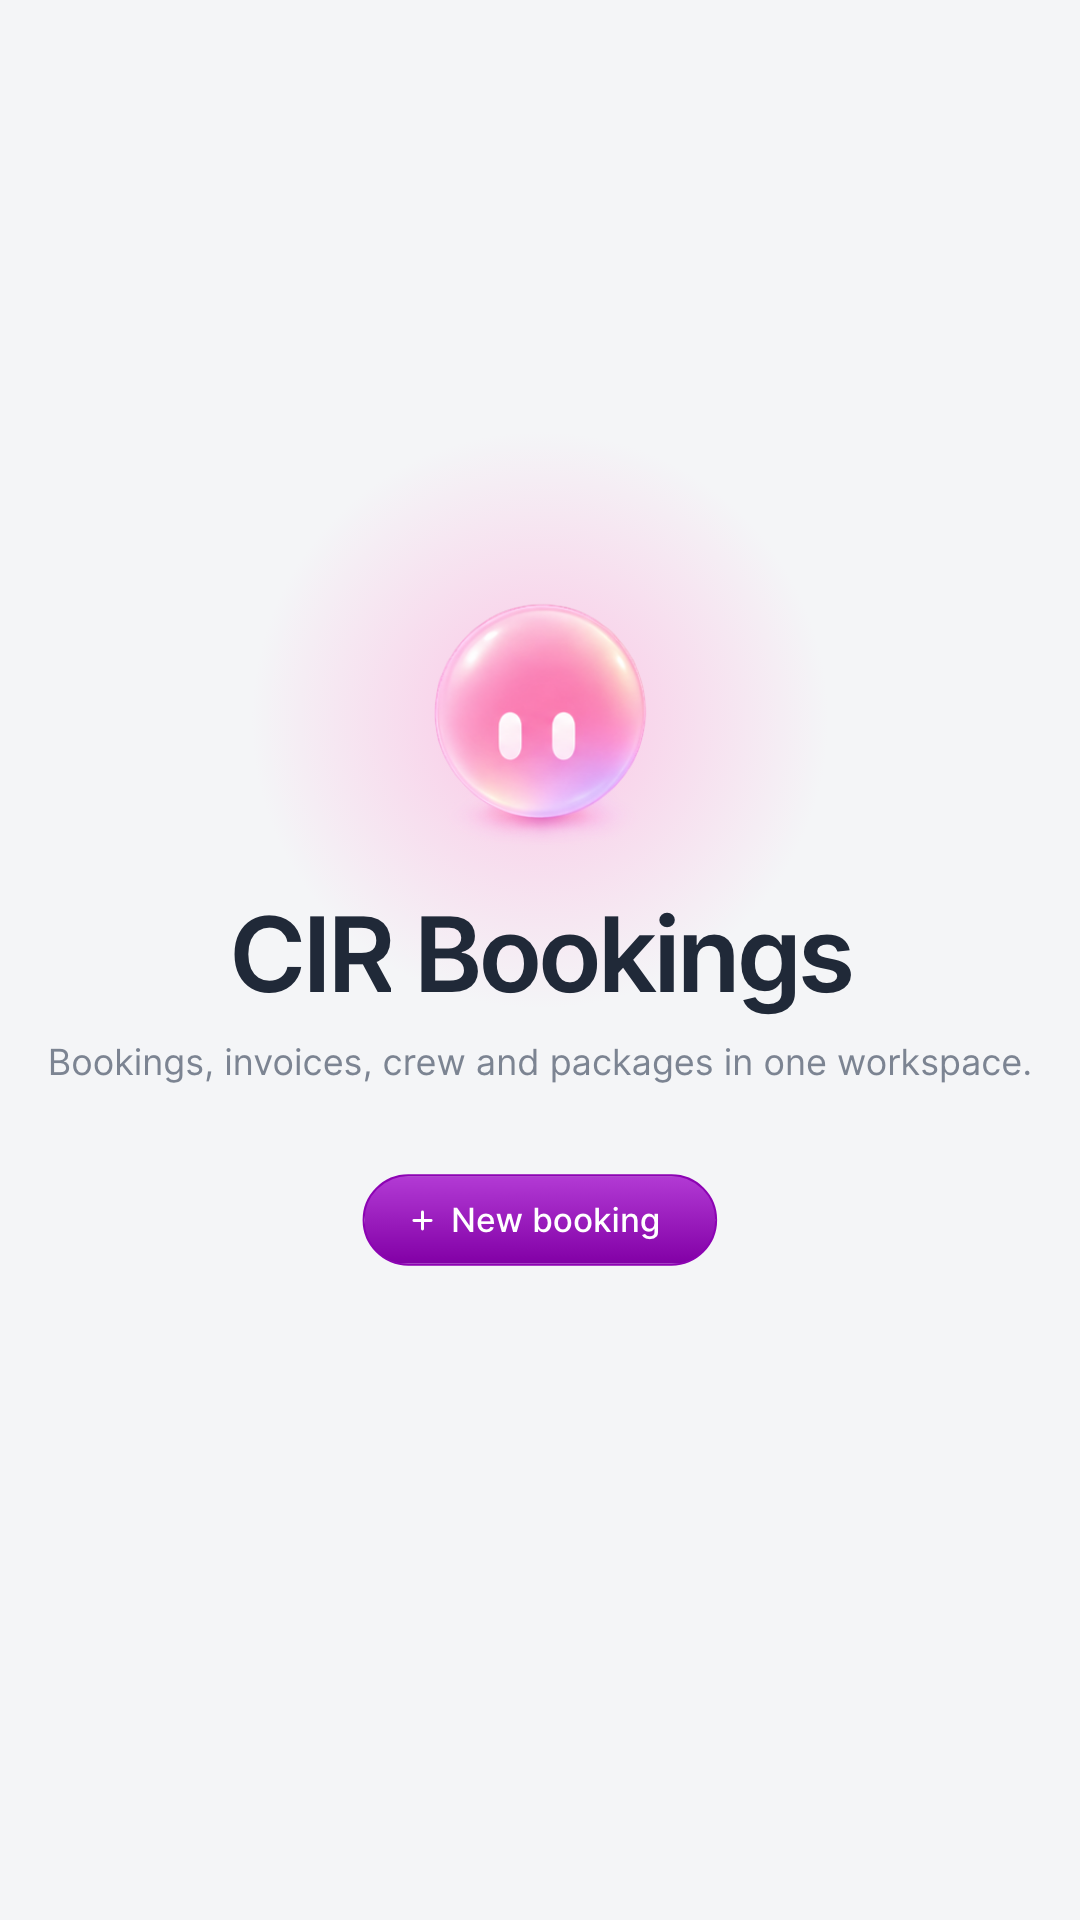 CIR Bookings
Bookings, invoices, crew and packages in one workspace.
+ New booking